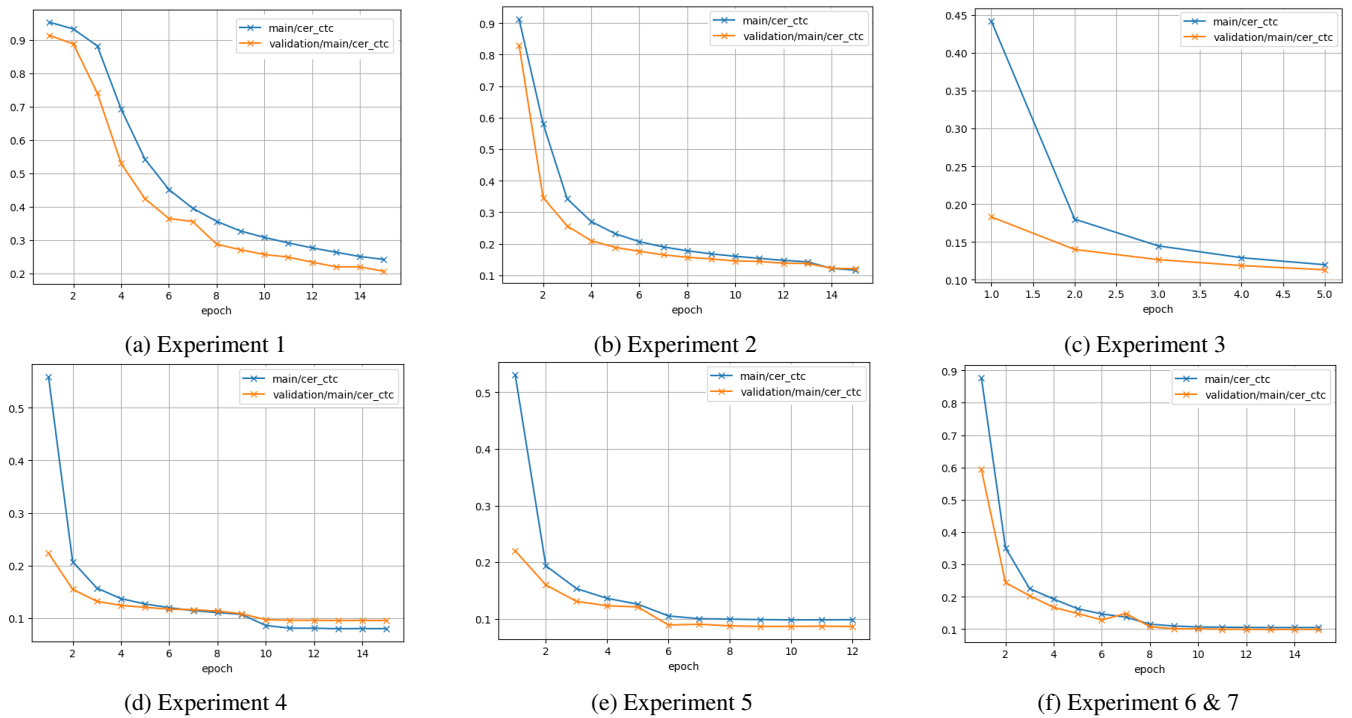 main/cer_ctc
validation/main/cer_ctc
0.9
0.8
0.7
0.6
0.5
0.4
0.3
0.2
2 4 6 8 10 12 14
epoch
(a) Experiment 1
main/cer_ctc
validation/main/cer_ctc
0.9
0.8
0.7
0.6
0.5
0.4
0.3
0.2
0.1
2 4 6 8 10 12 14
epoch
(b) Experiment 2
main/cer_ctc
validation/main/cer_ctc
0.45
0.40
0.35
0.30
0.25
0.20
0.15
0.10
1.0 1.5 2.0 2.5 3.0 3.5 4.0 4.5 5.0
epoch
(c) Experiment 3
main/cer_ctc
validation/main/cer_ctc
0.5
0.4
0.3
0.2
0.1
2 4 6 8 10 12 14
epoch
(d) Experiment 4
main/cer_ctc
validation/main/cer_ctc
0.5
0.4
0.3
0.2
0.1
2 4 6 8 10 12
epoch
(e) Experiment 5
main/cer_ctc
validation/main/cer_ctc
0.9
0.8
0.7
0.6
0.5
0.4
0.3
0.2
0.1
2 4 6 8 10 12 14
epoch
(f) Experiment 6 & 7